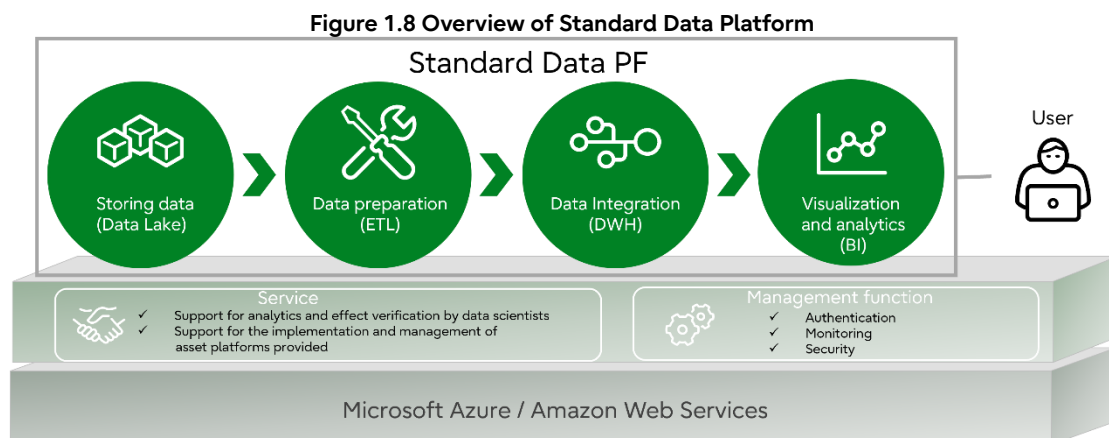 Figure 1.8 Overview of Standard Data Platform
Standard Data PF
Storing data
(Data Lake)
Data preparation
(ETL)
Data Integration
(DWH)
Visualization
and analytics
(BI)
User
Service
✓ Support for analytics and effect verification by data scientists
✓ Support for the implementation and management of
asset platforms provided
Management function
✓ Authentication
✓ Monitoring
✓ Security
Microsoft Azure / Amazon Web Services